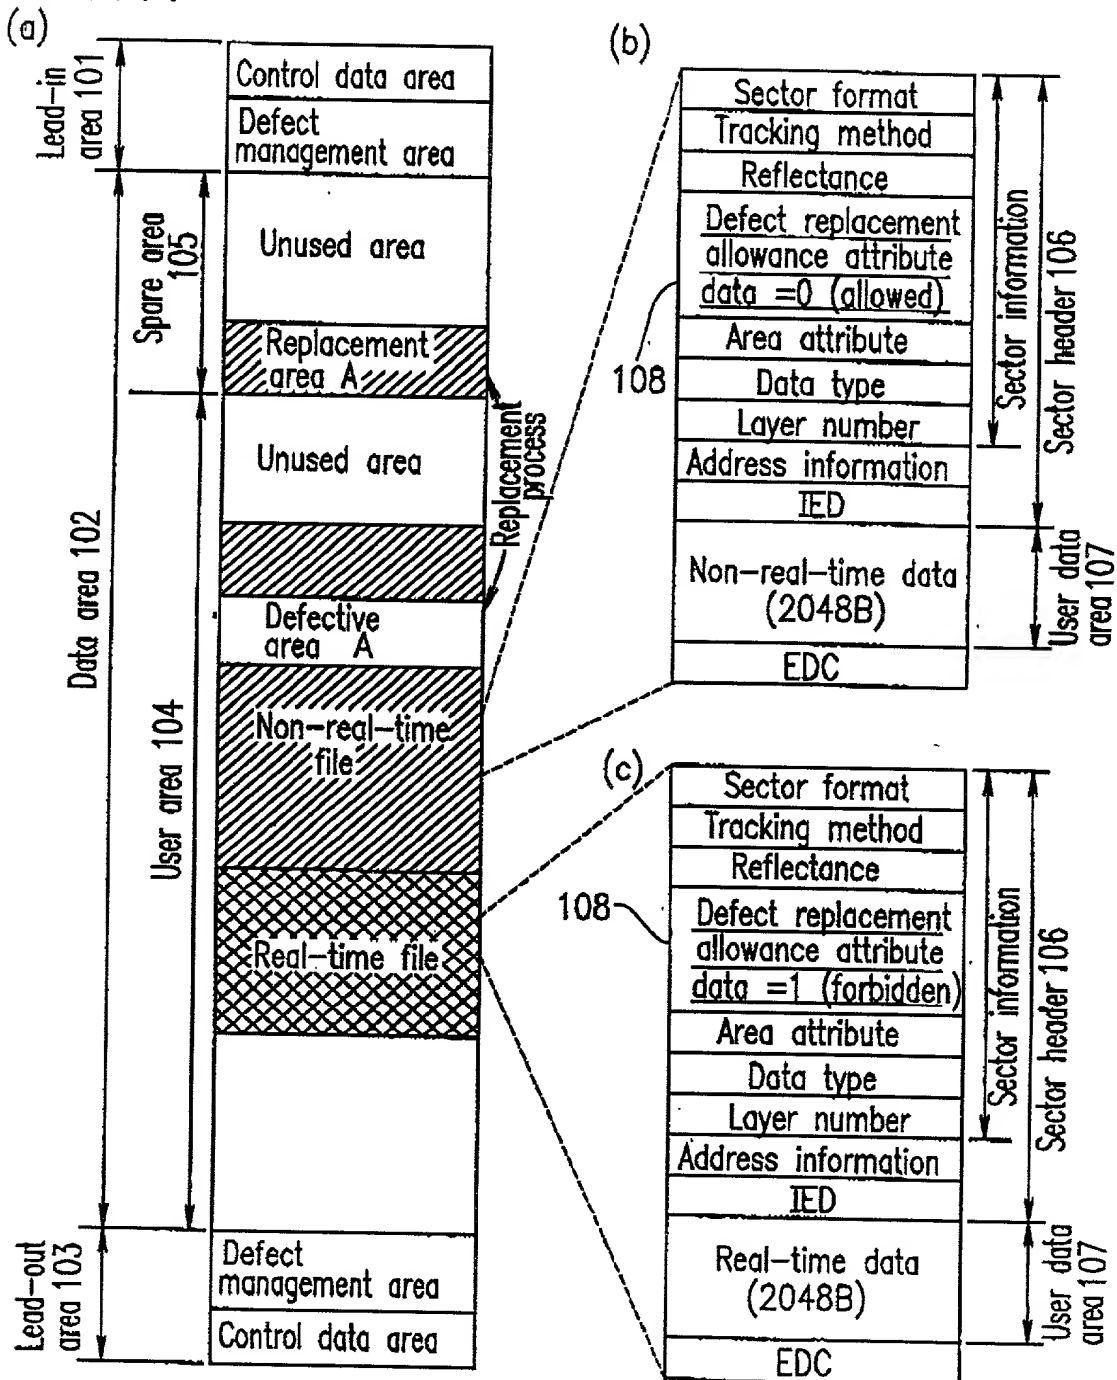 (a)
Lead-in
area 101
Control data area
Defect
management area
Data area 102
Spare area
105
Unused area
Replacement
area A
User area 104
Unused area
Replacement
process
Defective
area A
Non-real-time
file
Real-time file
Lead-out
area 103
Defect
management area
Control data area
(b)
Sector format
Tracking method
Reflectance
Defect replacement
allowance attribute
data =0 (allowed)
108
Area attribute
Data type
Layer number
Address information
IED
Non-real-time data
(2048B)
EDC
Sector information
Sector header 106
User data
area 107
(c)
Sector format
Tracking method
Reflectance
108
Defect replacement
allowance attribute
data =1 (forbidden)
Area attribute
Data type
Layer number
Address information
IED
Real-time data
(2048B)
EDC
Sector information
Sector header 106
User data
area 107